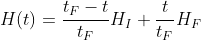 H(t) = \frac{t_F - t}{t_F} H_I + \frac{t}{t_F} H_F